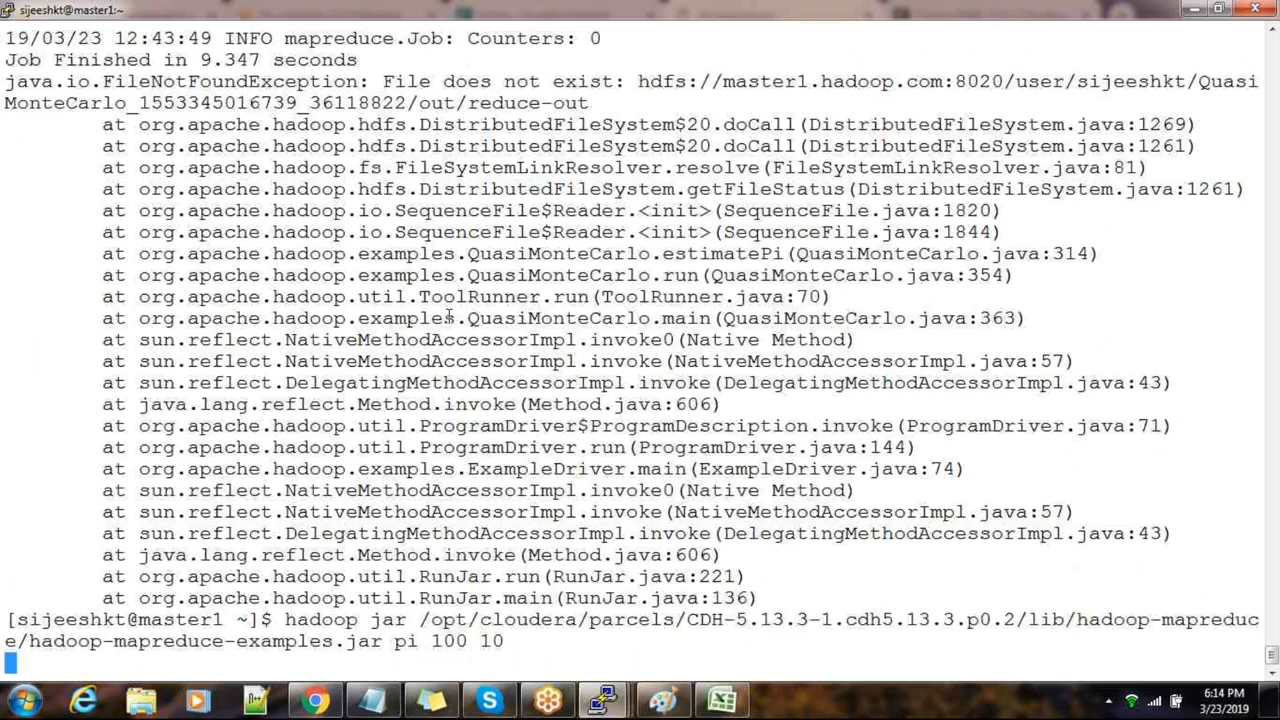 sijeeshkt@master1:~
19/03/23 12:43:49 INFO mapreduce.Job: Counters: 0
Job Finished in 9.347 seconds
java.io.FileNotFoundException: File does not exist: hdfs://master1.hadoop.com:8020/user/sijeeshkt/Quasi
MonteCarlo_1553345016739_36118822/out/reduce-out
at org.apache.hadoop.hdfs.DistributedFileSystem$20.doCall(DistributedFileSystem.java:1269)
at org.apache.hadoop.hdfs.DistributedFileSystem$20.doCall(DistributedFileSystem.java:1261)
at org.apache.hadoop.fs.FileSystemLinkResolver.resolve(FileSystemLinkResolver.java:81)
at org.apache.hadoop.hdfs.DistributedFileSystem.getFileStatus(DistributedFileSystem.java:1261)
at org.apache.hadoop.io.SequenceFile$Reader.<init>(SequenceFile.java:1820)
at org.apache.hadoop.io.SequenceFile$Reader.<init>(SequenceFile.java:1844)
at org.apache.hadoop.examples.QuasiMonteCarlo.estimatePi(QuasiMonteCarlo.java:314)
at org.apache.hadoop.examples.QuasiMonteCarlo.run(QuasiMonteCarlo.java:354)
at org.apache.hadoop.util.ToolRunner.run(ToolRunner.java:70)
at org.apache.hadoop.examples.QuasiMonteCarlo.main(QuasiMonteCarlo.java:363)
at sun.reflect.NativeMethodAccessorImpl.invoke0(Native Method)
at sun.reflect.NativeMethodAccessorImpl.invoke(NativeMethodAccessorImpl.java:57)
at sun.reflect.DelegatingMethodAccessorImpl.invoke(DelegatingMethodAccessorImpl.java:43)
at java.lang.reflect.Method.invoke(Method.java:606)
at org.apache.hadoop.util.ProgramDriver$ProgramDescription.invoke(ProgramDriver.java:71)
at org.apache.hadoop.util.ProgramDriver.run(ProgramDriver.java:144)
at org.apache.hadoop.examples.ExampleDriver.main(ExampleDriver.java:74)
at sun.reflect.NativeMethodAccessorImpl.invoke0(Native Method)
at sun.reflect.NativeMethodAccessorImpl.invoke(NativeMethodAccessorImpl.java:57)
at sun.reflect.DelegatingMethodAccessorImpl.invoke(DelegatingMethodAccessorImpl.java:43)
at java.lang.reflect.Method.invoke(Method.java:606)
at org.apache.hadoop.util.RunJar.run(RunJar.java:221)
at org.apache.hadoop.util.RunJar.main(RunJar.java:136)
[sijeeshkt@master1 ~]$ hadoop jar /opt/cloudera/parcels/CDH-5.13.3-1.cdh5.13.3.p0.2/lib/hadoop-mapreduc
e/hadoop-mapreduce-examples.jar pi 100 10
6:14 PM
3/23/2019